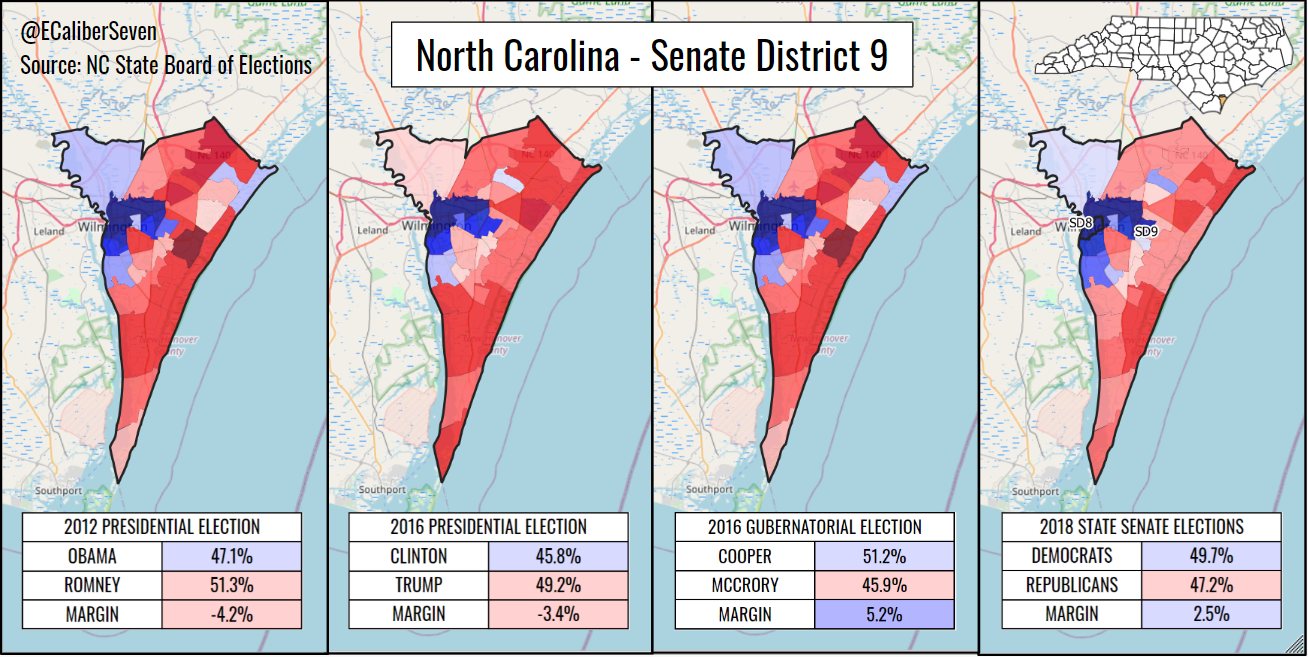 @ECaliberSeven
Source: NC State Board of Elections
North Carolina - Senate District 9
NC 140
Leland
Wilmington
Southport
NC 140
Leland
Wilmington
Southport
NC 140
Leland
Wilmington
Southport
NC 140
Leland
SD8
SD9
Southport
2012 PRESIDENTIAL ELECTION
OBAMA 47.1%
ROMNEY 51.3%
MARGIN -4.2%
2016 PRESIDENTIAL ELECTION
CLINTON 45.8%
TRUMP 49.2%
MARGIN -3.4%
2016 GUBERNATORIAL ELECTION
COOPER 51.2%
MCCRORY 45.9%
MARGIN 5.2%
2018 STATE SENATE ELECTIONS
DEMOCRATS 49.7%
REPUBLICANS 47.2%
MARGIN 2.5%